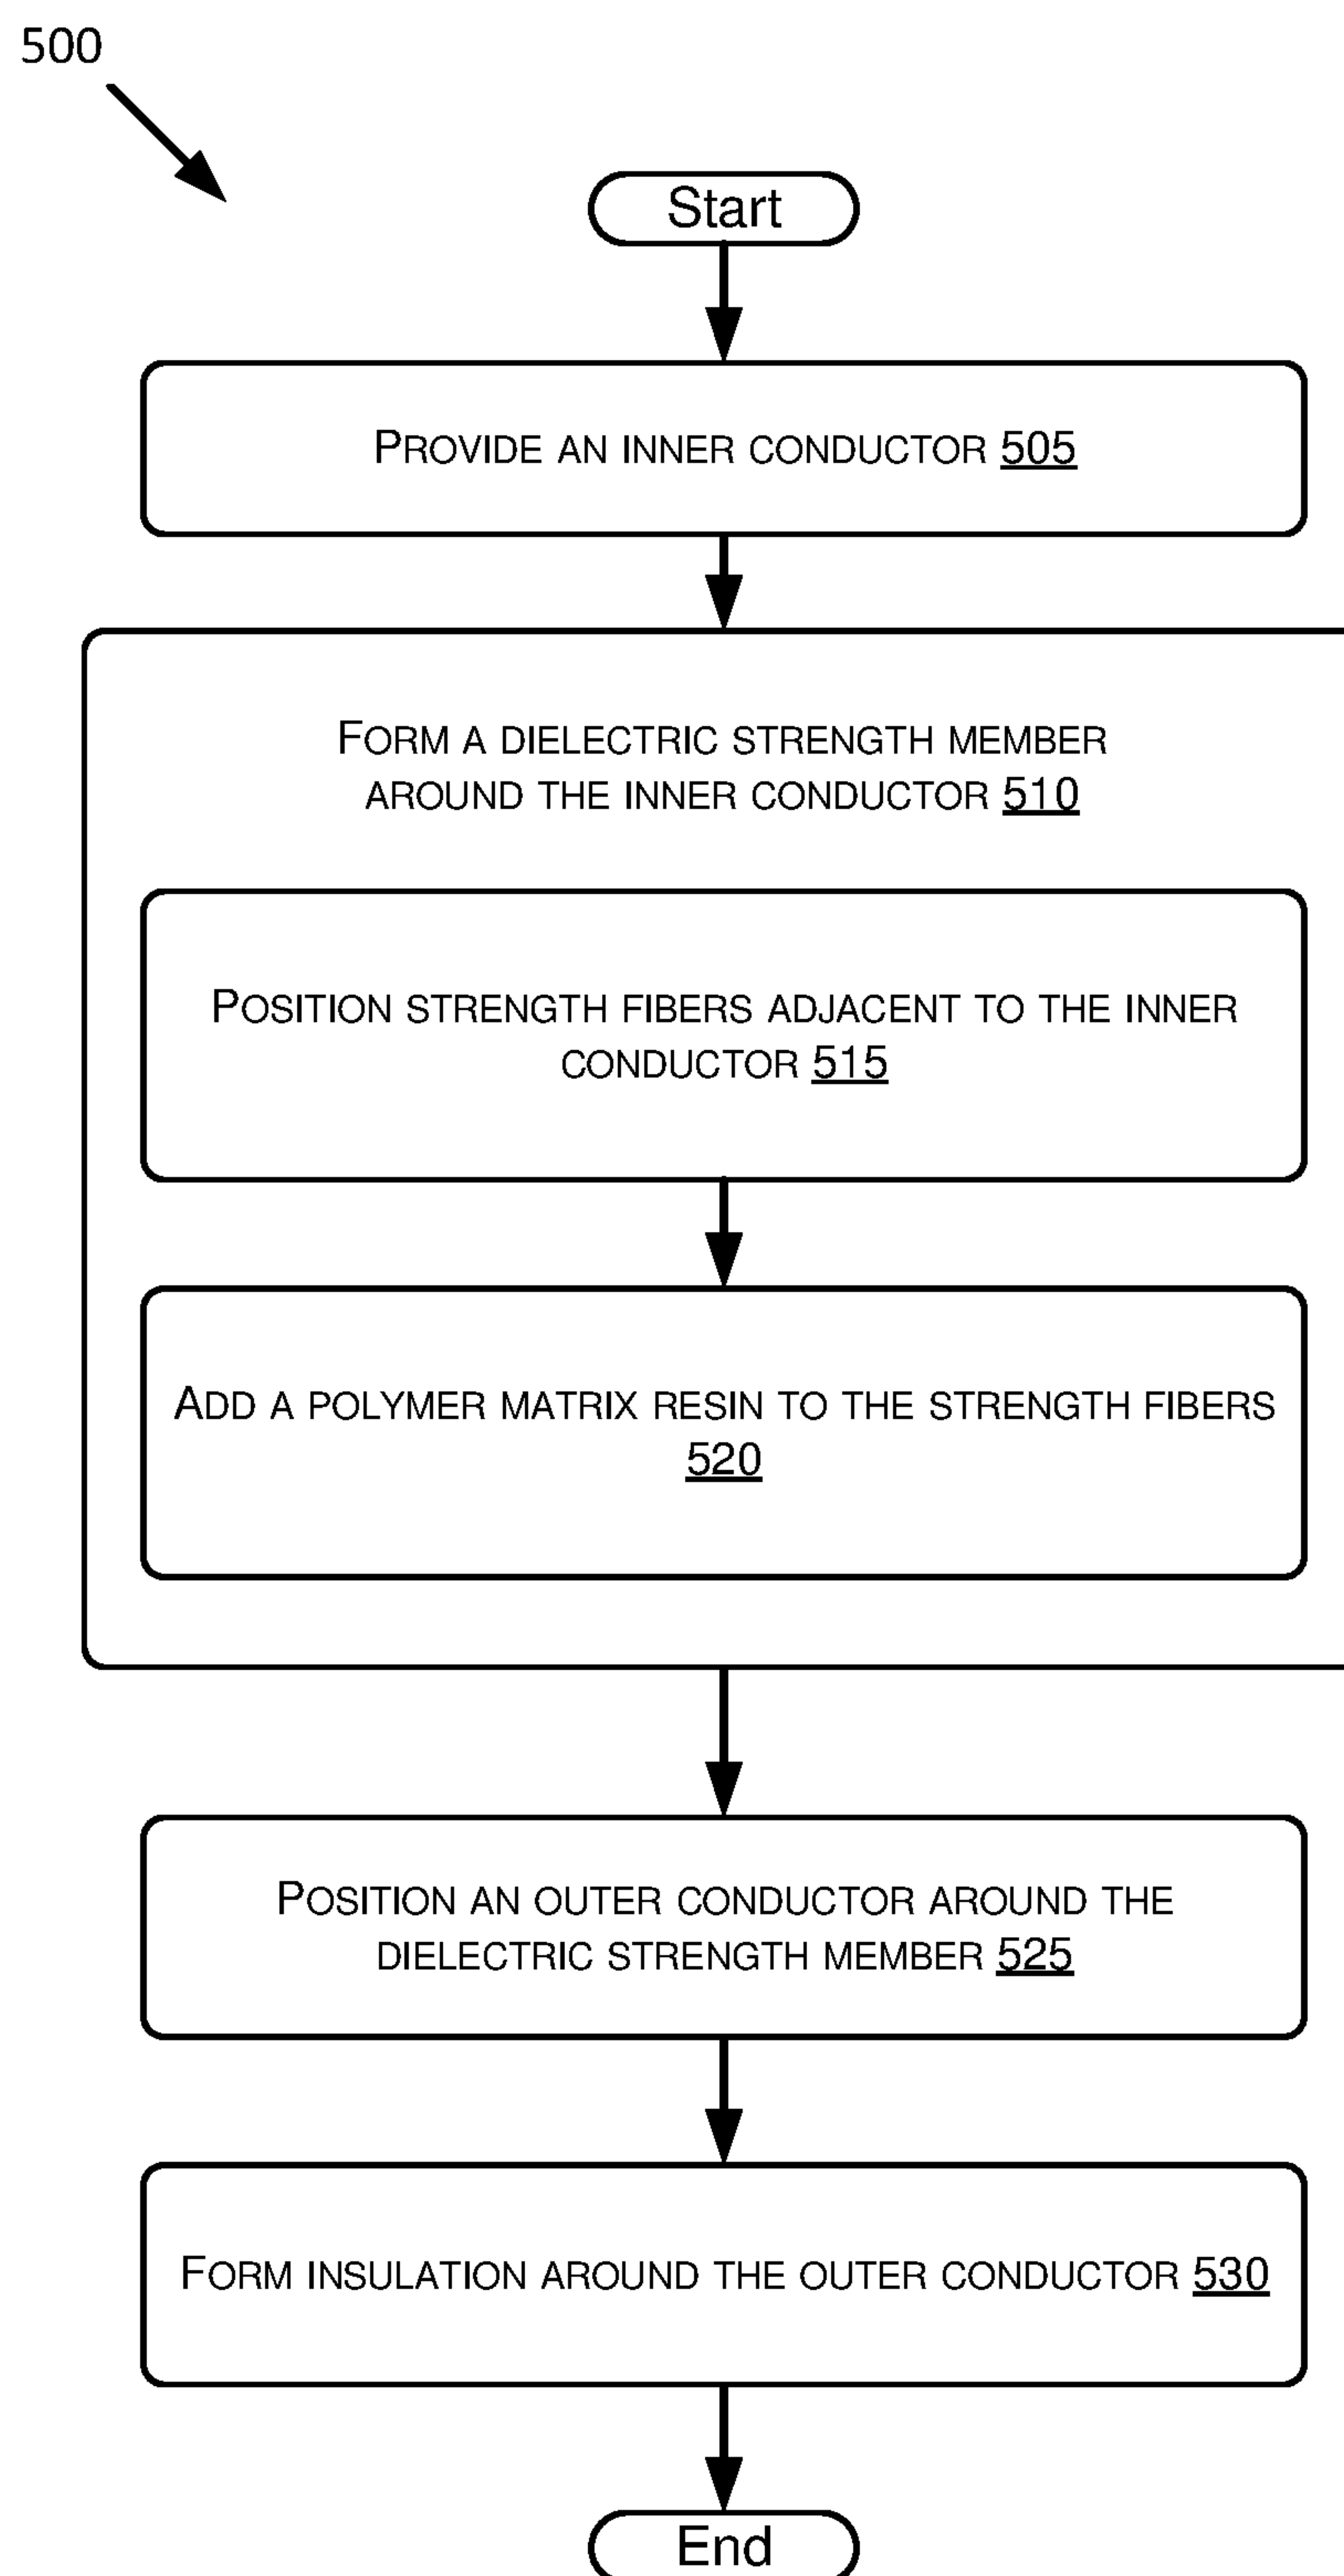 500
Start
PROVIDE AN INNER CONDUCTOR 505
FORM A DIELECTRIC STRENGTH MEMBER
AROUND THE INNER CONDUCTOR 510
POSITION STRENGTH FIBERS ADJACENT TO THE INNER
CONDUCTOR 515
ADD A POLYMER MATRIX RESIN TO THE STRENGTH FIBERS
520
POSITION AN OUTER CONDUCTOR AROUND THE
DIELECTRIC STRENGTH MEMBER 525
FORM INSULATION AROUND THE OUTER CONDUCTOR 530
End